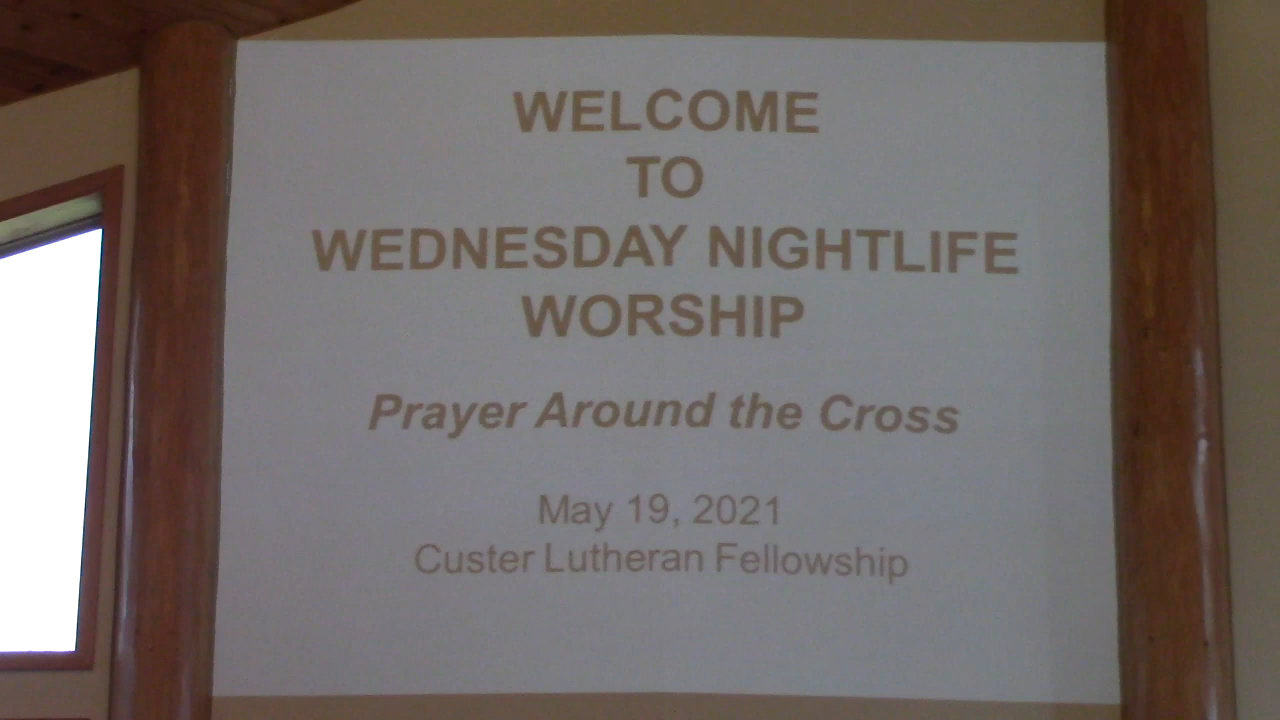 WELCOME
TO
WEDNESDAY NIGHTLIFE
WORSHIP
Prayer Around the Cross
May 19, 2021
Custer Lutheran Fellowship